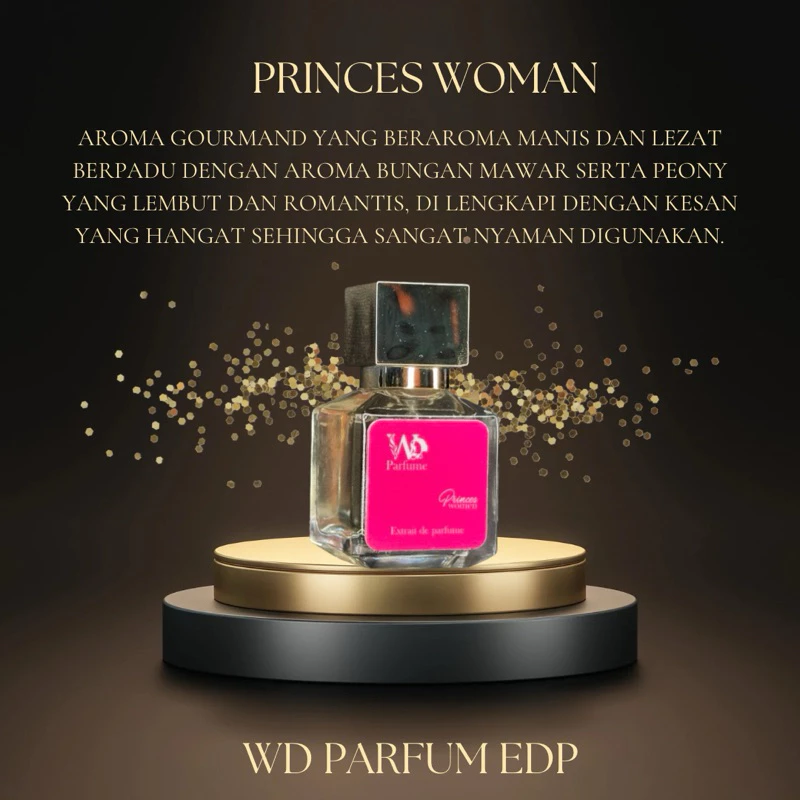 PRINCES WOMAN
AROMA GOURMAND YANG BERAROMA MANIS DAN LEZAT
BERPADU DENGAN AROMA BUNGAN MAWAR SERTA PEONY
YANG LEMBUT DAN ROMANTIS, DI LENGKAPI DENGAN KESAN
YANG HANGAT SEHINGGA SANGAT NYAMAN DIGUNAKAN.
WD
Parfume
Princes
women
Extrait de parfume
WD PARFUM EDP